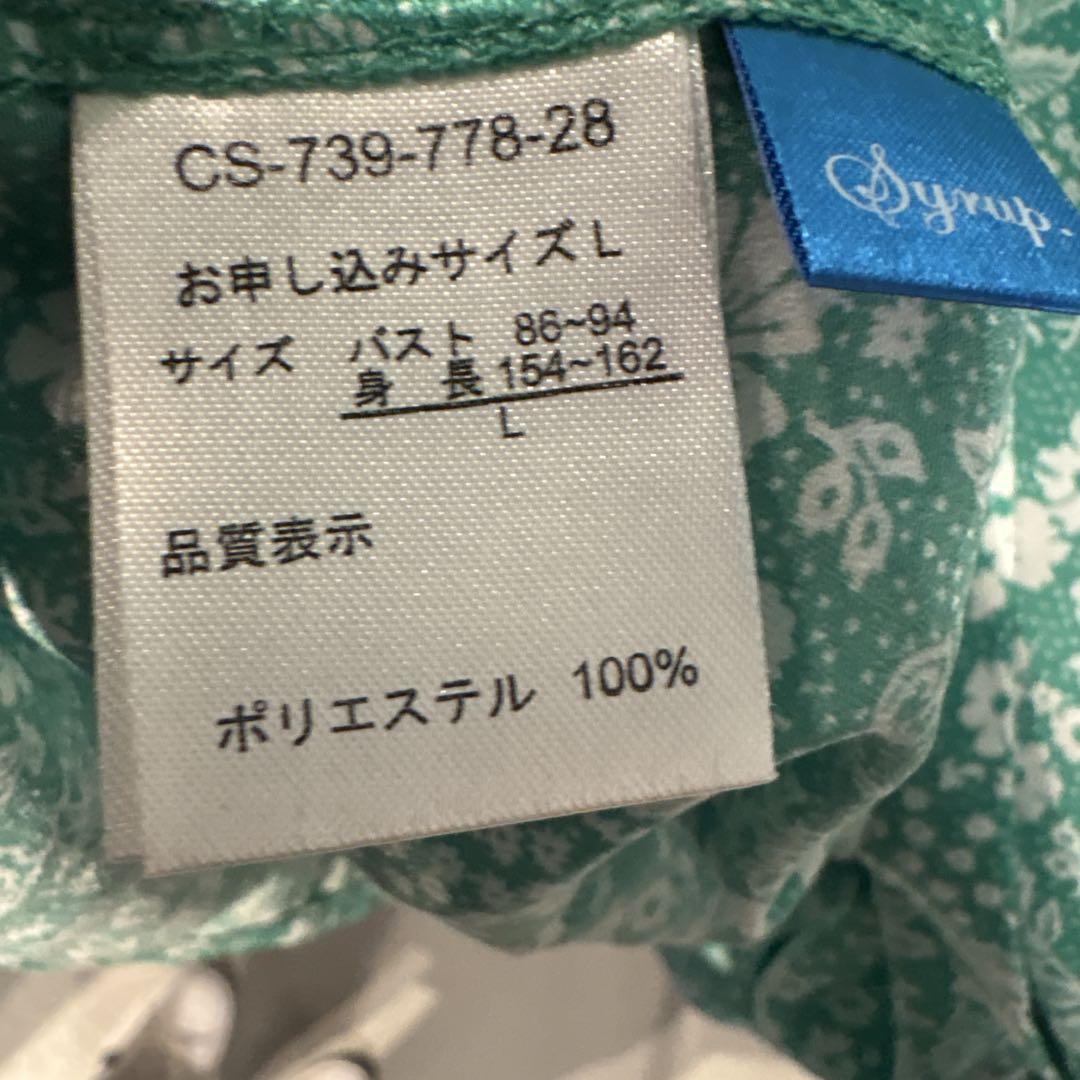 CS-739-778-28
お申し込みサイズ L
サイズ バスト 86~94
身 長 154~162
L
品質表示
ポリエステル 100%
Syrup.